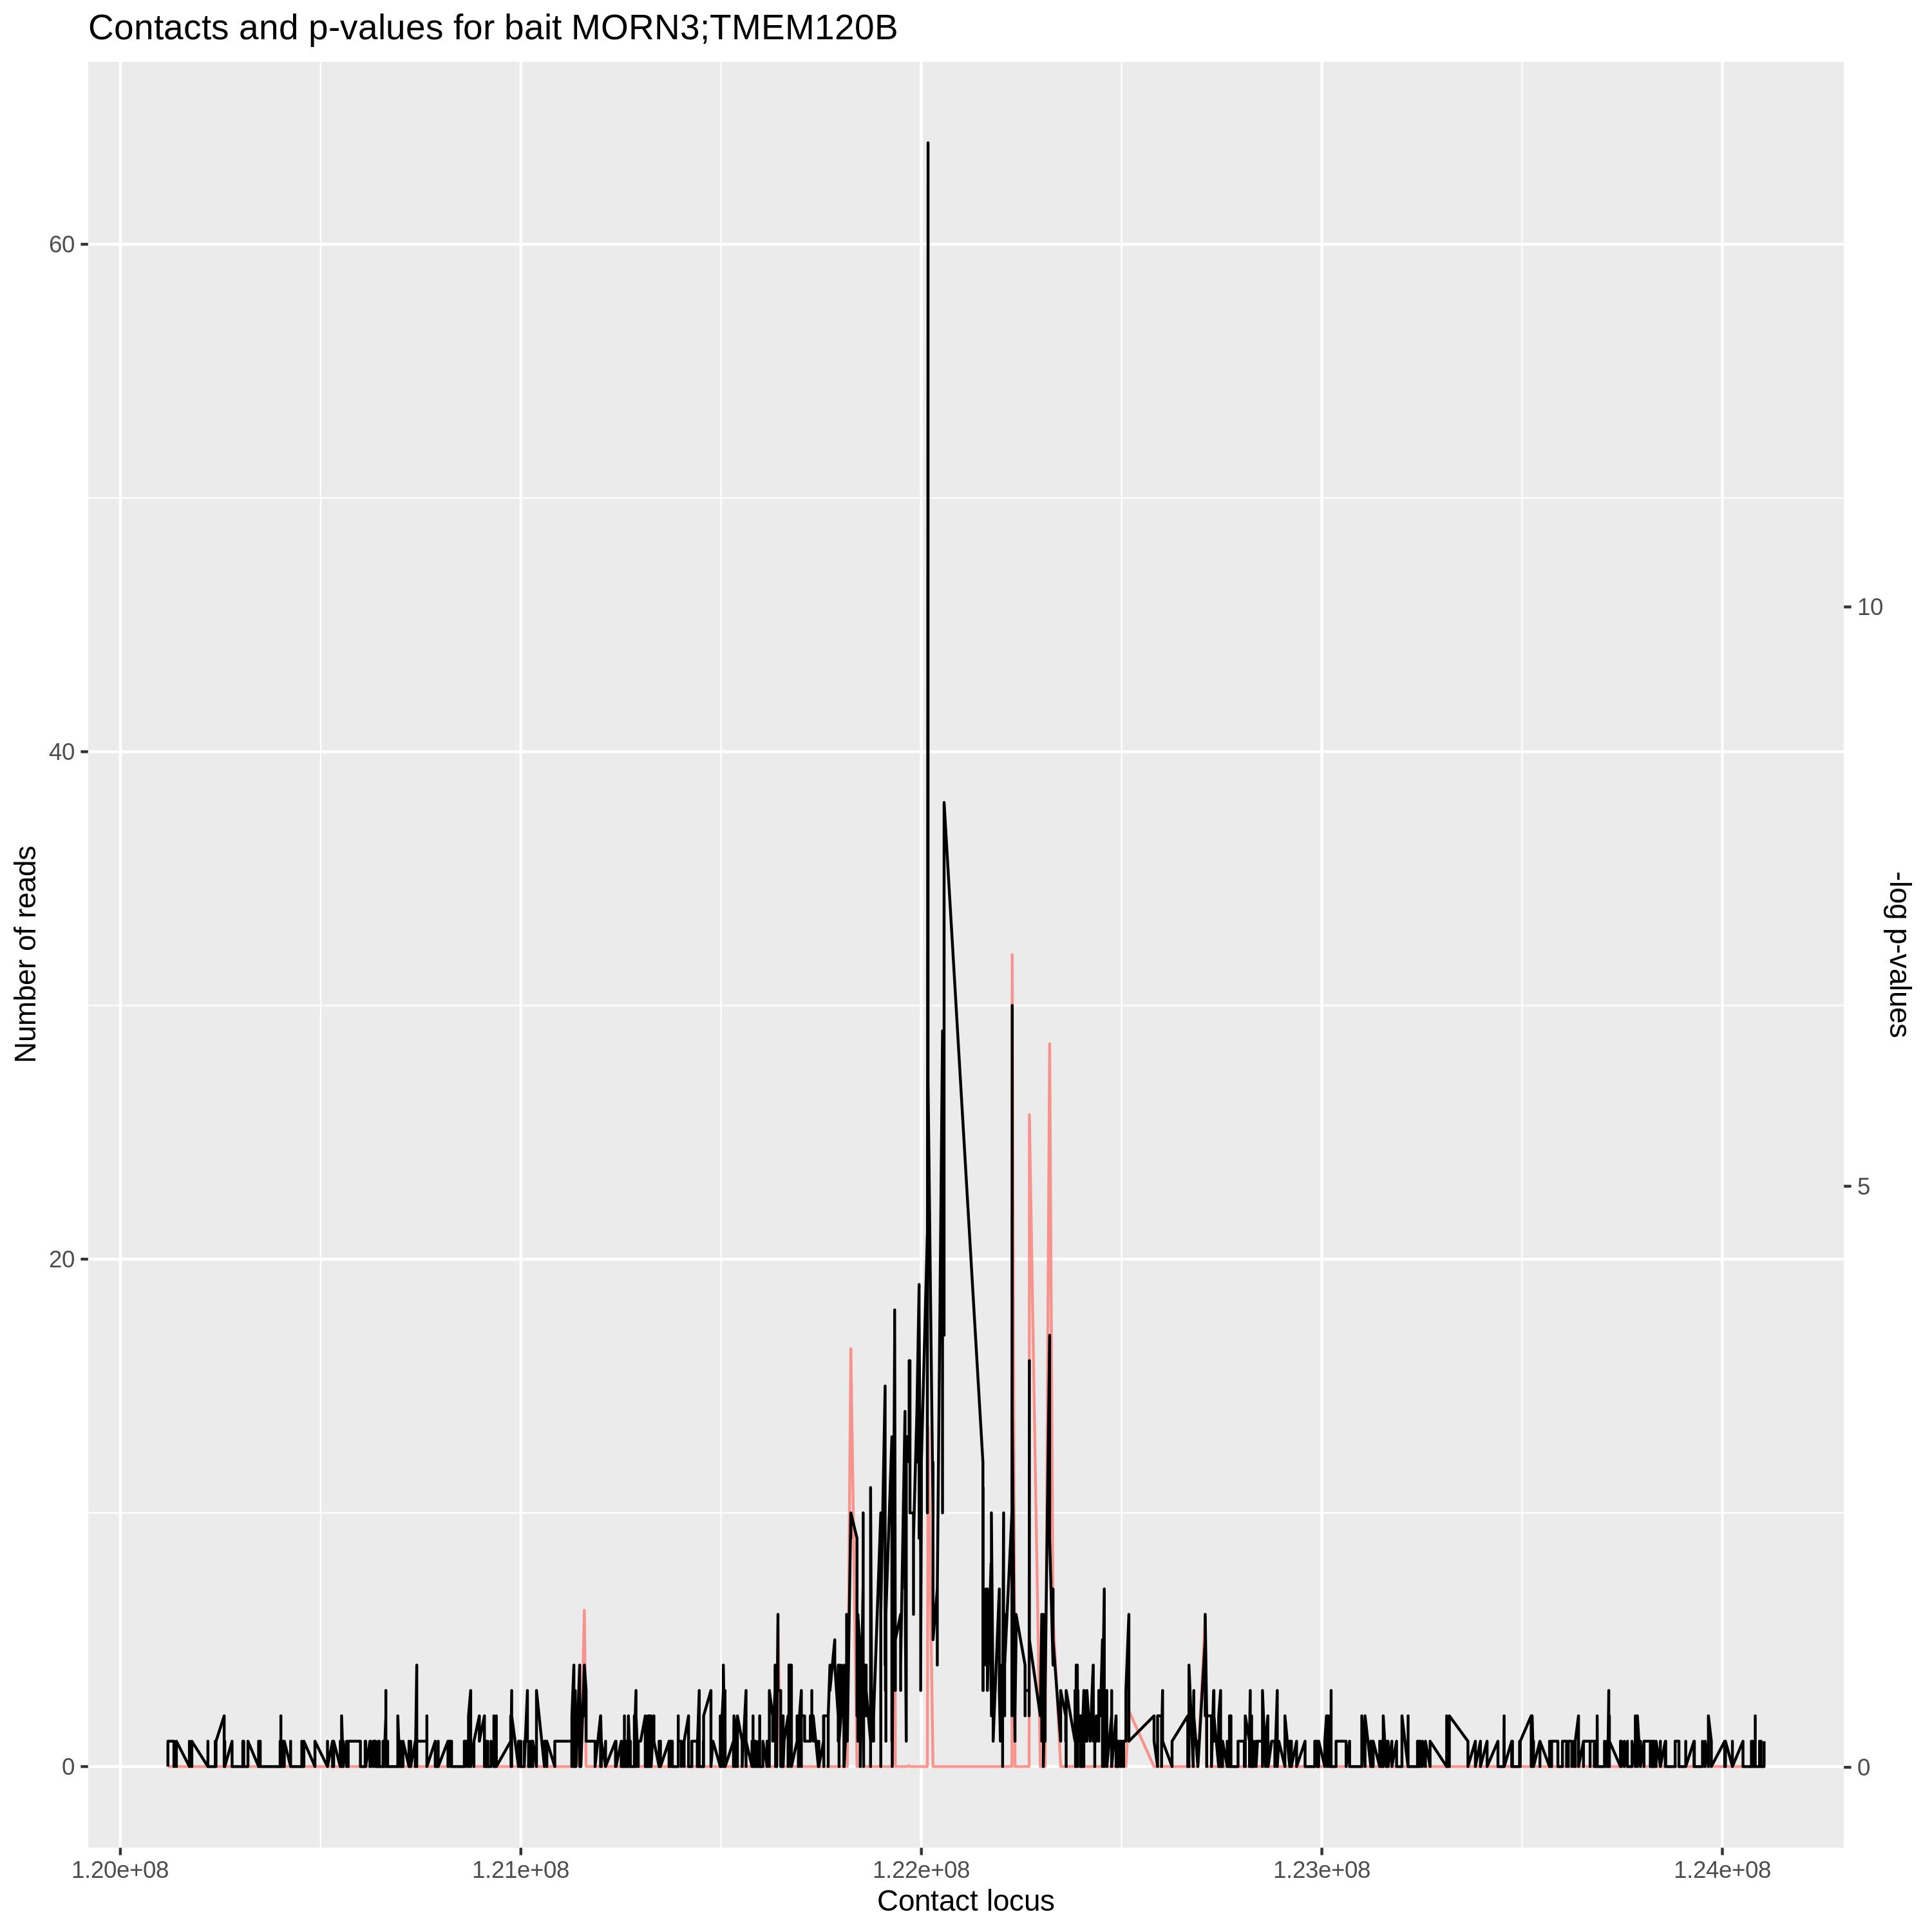 Contacts and p-values for bait MORN3;TMEM120B
60
40
20
0
Number of reads
10
5
0
-log p-values
1.20e+08
1.21e+08
1.22e+08
1.23e+08
1.24e+08
Contact locus